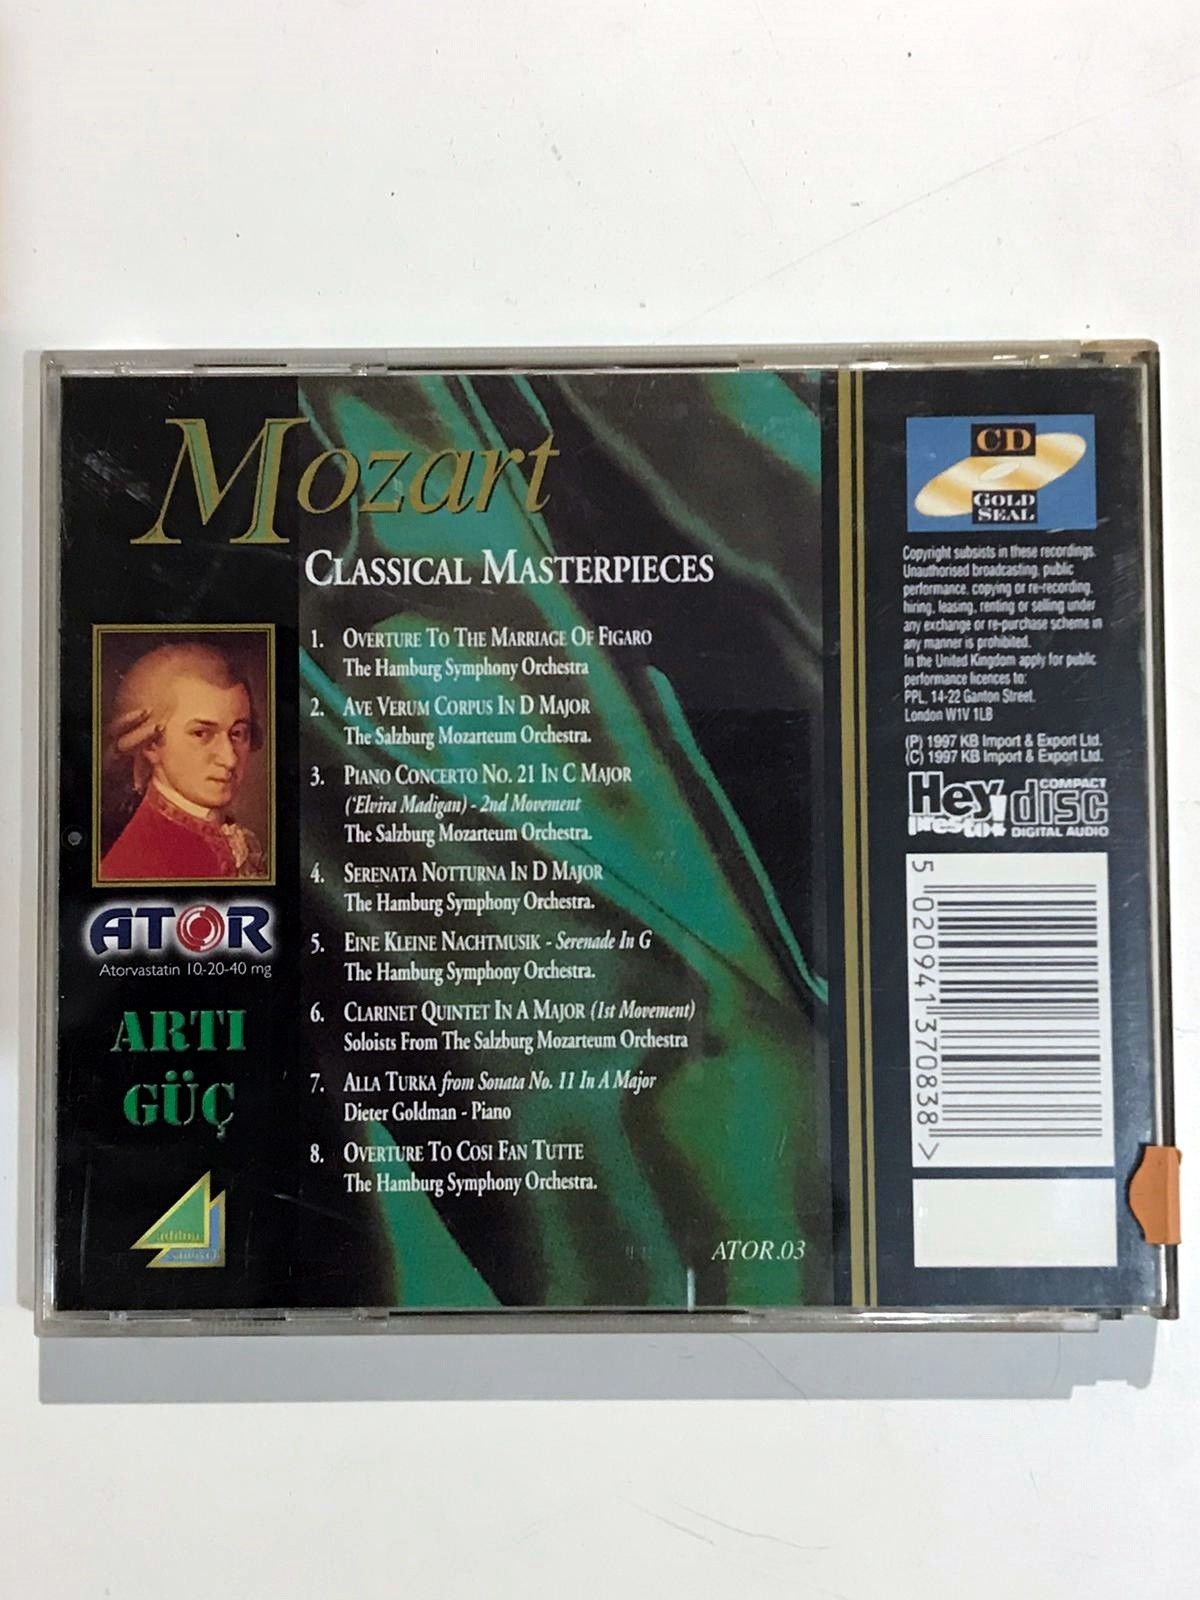 Mozart
CLASSICAL MASTERPIECES
1. OVERTURE TO THE MARRIAGE OF FIGARO
The Hamburg Symphony Orchestra
2. AVE VERUM CORPUS IN D MAJOR
The Salzburg Mozarteum Orchestra.
3. PIANO CONCERTO NO. 21 IN C MAJOR
('Elvira Madigan) - 2nd Movement
The Salzburg Mozarteum Orchestra.
4. SERENATA NOTTURNA IN D MAJOR
The Hamburg Symphony Orchestra.
5. EINE KLEINE NACHTMUSIK - Serenade In G
The Hamburg Symphony Orchestra.
6. CLARINET QUINTET IN A MAJOR (1st Movement)
Soloists From The Salzburg Mozarteum Orchestra
7. ALLA TURKA from Sonata No. 11 In A Major
Dieter Goldman - Piano
8. OVERTURE TO COSI FAN TUTTE
The Hamburg Symphony Orchestra.
ATOR.03
ATOR
Atorvastatin 10-20-40 mg
ARTI
GÜÇ
CD
GOLD
SEAL
Copyright subsists in these recordings.
Unauthorised broadcasting, public
performance, copying or re-recording,
hiring, leasing, renting or selling under
any exchange or re-purchase scheme in
any manner is prohibited.
In the United Kingdom apply for public
performance licences to:
PPL, 14-22 Ganton Street,
London W1V 1LB
(P) 1997 KB Import & Export Ltd.
(C) 1997 KB Import & Export Ltd.
Hey
presto!
COMPACT
disc
DIGITAL AUDIO
5 020941 370838 >